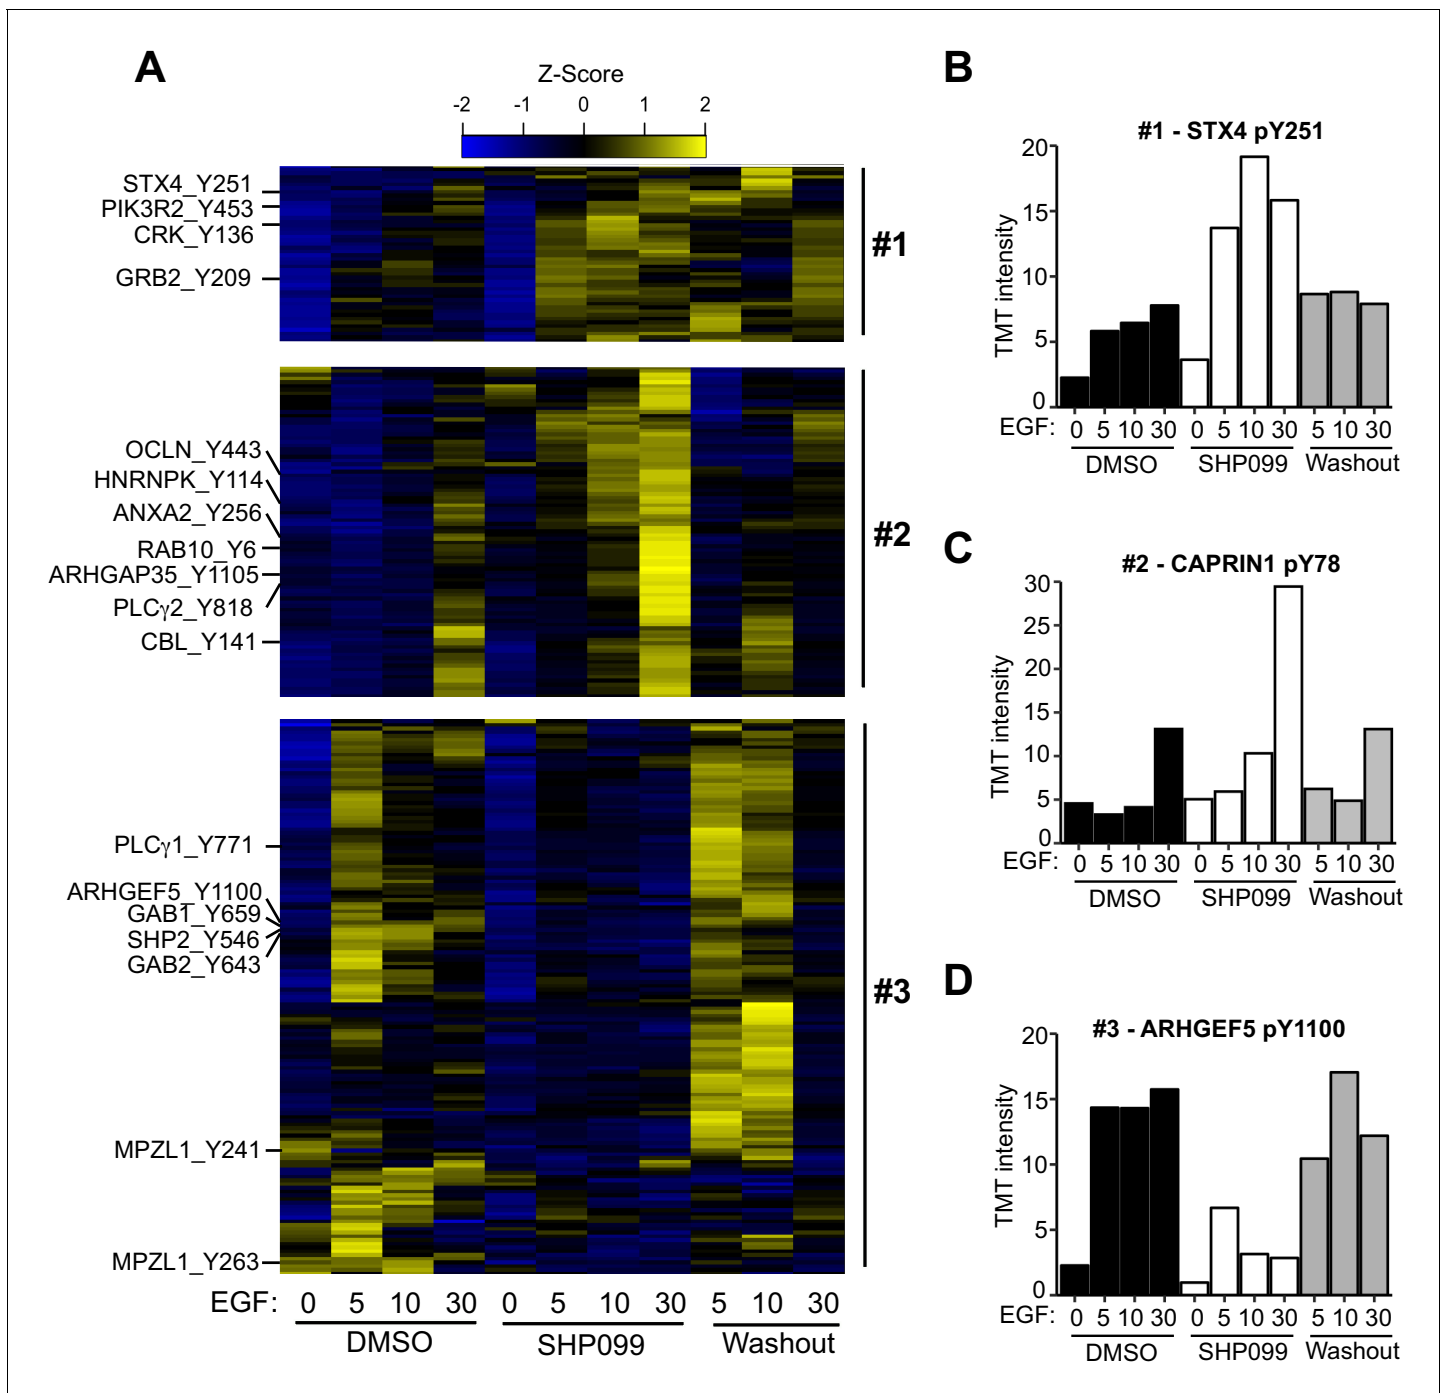 A
Z-Score
-2 -1 0 1 2
STX4_Y251
PIK3R2_Y453
CRK_Y136
GRB2_Y209
#1
OCLN_Y443
HNRNPK_Y114
ANXA2_Y256
RAB10_Y6
ARHGAP35_Y1105
PLCγ2_Y818
CBL_Y141
#2
PLCγ1_Y771
ARHGEF5_Y1100
GAB1_Y659
SHP2_Y546
GAB2_Y643
MPZL1_Y241
MPZL1_Y263
#3
EGF: 0 5 10 30 0 5 10 30 5 10 30
DMSO SHP099 Washout
B
#1 - STX4 pY251
TMT intensity
20
15
10
5
0
EGF: 0 5 10 30 0 5 10 30 5 10 30
DMSO SHP099 Washout
C
#2 - CAPRIN1 pY78
TMT intensity
30
25
20
15
10
5
0
EGF: 0 5 10 30 0 5 10 30 5 10 30
DMSO SHP099 Washout
D
#3 - ARHGEF5 pY1100
TMT intensity
20
15
10
5
0
EGF: 0 5 10 30 0 5 10 30 5 10 30
DMSO SHP099 Washout